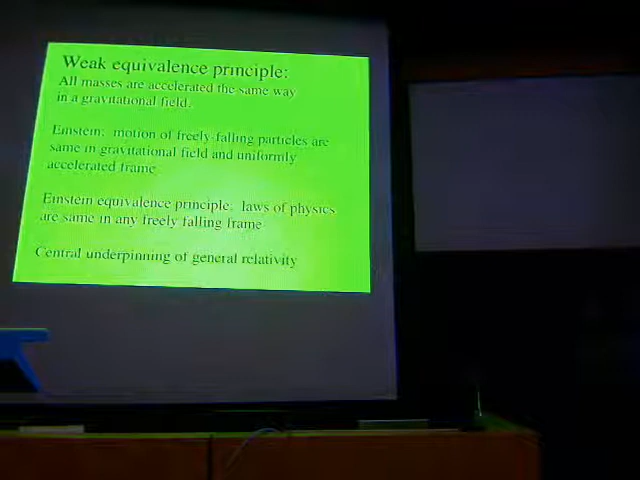 Weak equivalence principle:
All masses are accelerated the same way
in a gravitational field.
Einstein: motion of freely-falling particles are
same in gravitational field and uniformly
accelerated frame
Einstein equivalence principle: laws of physics
are same in any freely falling frame
Central underpinning of general relativity